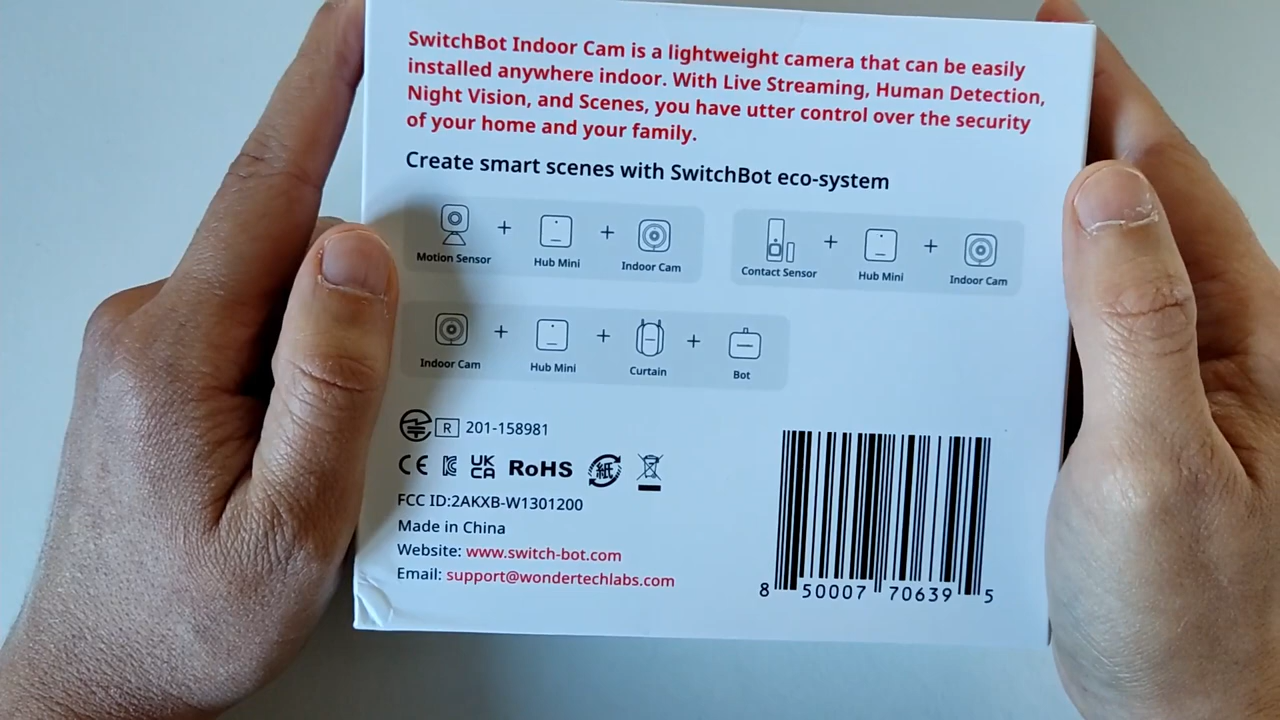 SwitchBot Indoor Cam is a lightweight camera that can be easily
installed anywhere indoor. With Live Streaming, Human Detection,
Night Vision, and Scenes, you have utter control over the security
of your home and your family.
Create smart scenes with SwitchBot eco-system
Motion Sensor + Hub Mini + Indoor Cam
Contact Sensor + Hub Mini + Indoor Cam
Indoor Cam + Hub Mini + Curtain + Bot
R 201-158981
CE UK CA RoHS 紙
FCC ID:2AKXB-W1301200
Made in China
Website: www.switch-bot.com
Email: support@wondertechlabs.com
8 50007 70639 5